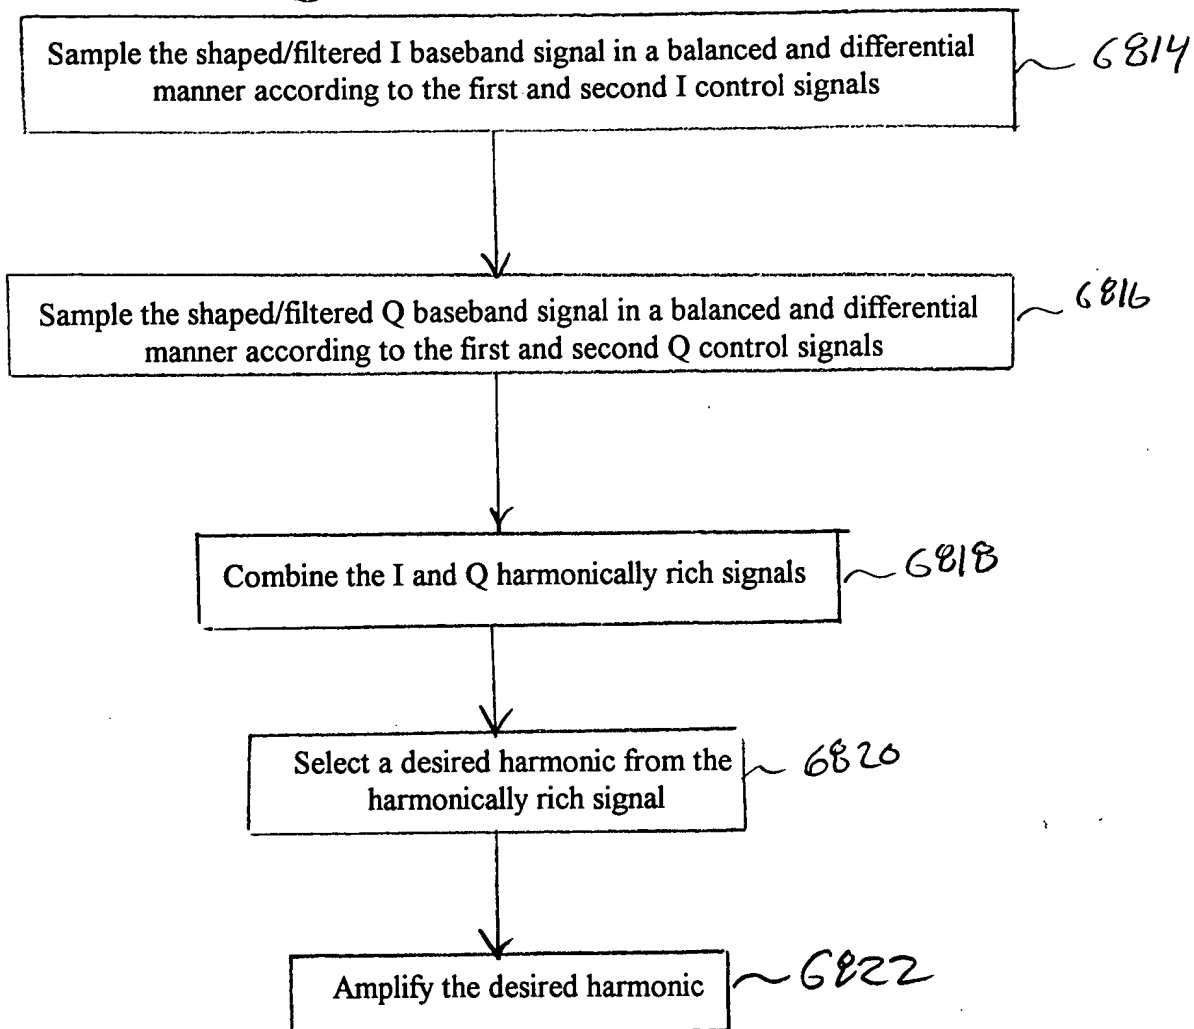 Sample the shaped/filtered I baseband signal in a balanced and differential
manner according to the first and second I control signals
6814
Sample the shaped/filtered Q baseband signal in a balanced and differential
manner according to the first and second Q control signals
6816
Combine the I and Q harmonically rich signals
6818
Select a desired harmonic from the
harmonically rich signal
6820
Amplify the desired harmonic
6822